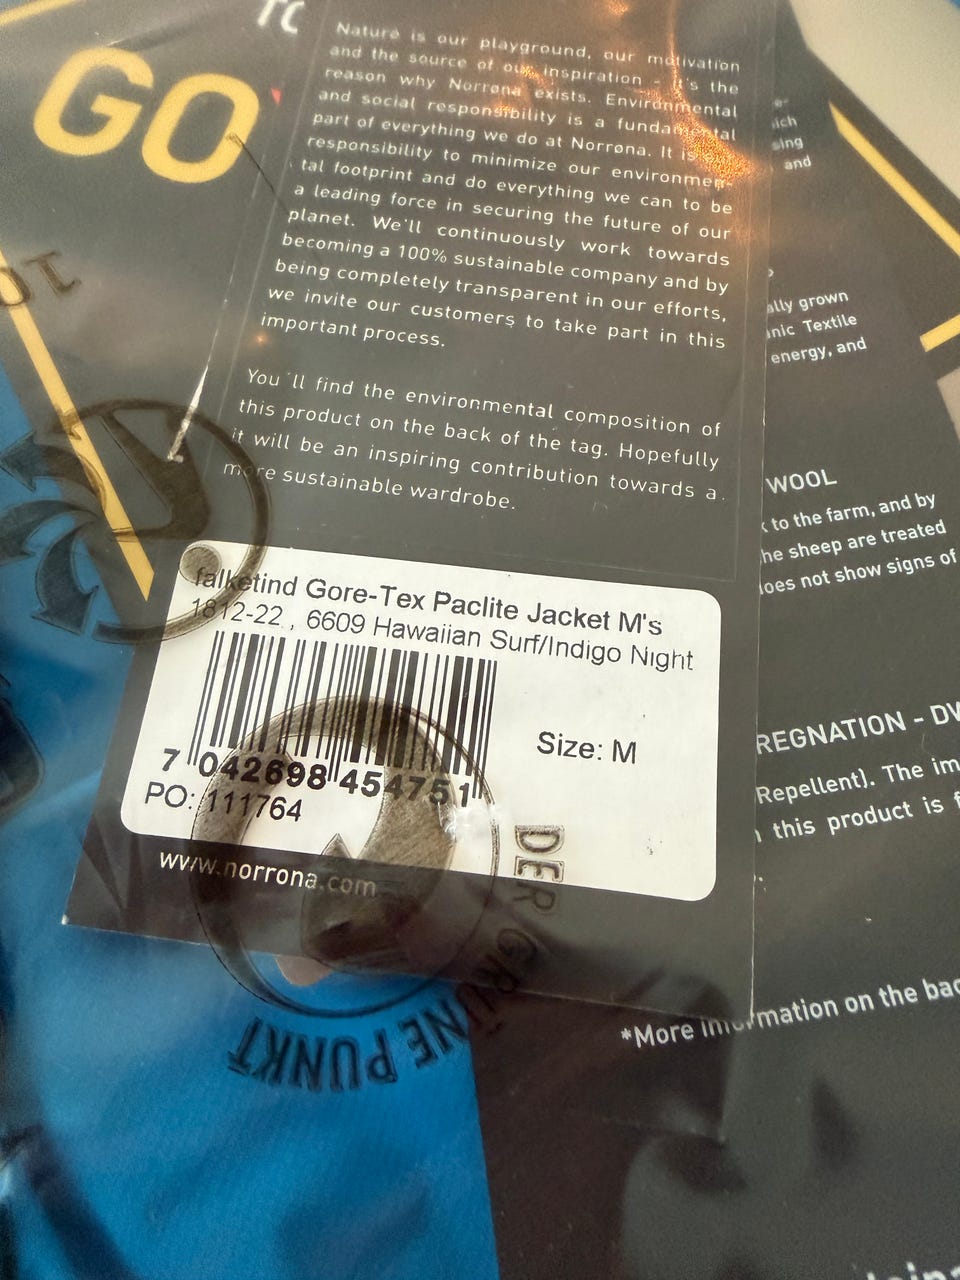 GO
Nature is our playground, our motivation
and the source of our inspiration - it's the
reason why Norrøna exists. Environmental
and social responsibility is a fundamental
part of everything we do at Norrøna. It is
responsibility to minimize our environmen-
tal footprint and do everything we can to be
a leading force in securing the future of our
planet. We'll continuously work towards
becoming a 100% sustainable company and by
being completely transparent in our efforts,
we invite our customers to take part in this
important process.
You´ll find the environmental composition of
this product on the back of the tag. Hopefully
it will be an inspiring contribution towards a
more sustainable wardrobe.
falketind Gore-Tex Paclite Jacket M's
1812-22 , 6609 Hawaiian Surf/Indigo Night
Size: M
7 042698 454751
PO: 111764
www.norrona.com
DER GRÜNE PUNKT
and
ally grown
nic Textile
energy, and
WOOL
to the farm, and by
he sheep are treated
does not show signs of
REGNATION - DW
Repellent). The im
this product is f
*More information on the bac